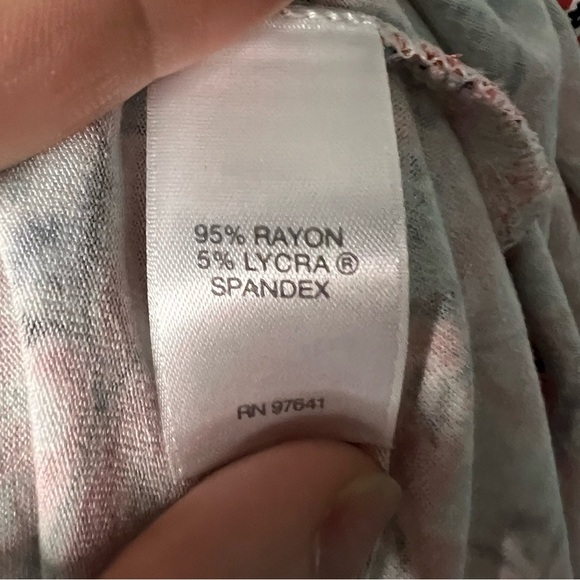 95% RAYON
5% LYCRA ®
SPANDEX
RN 97641